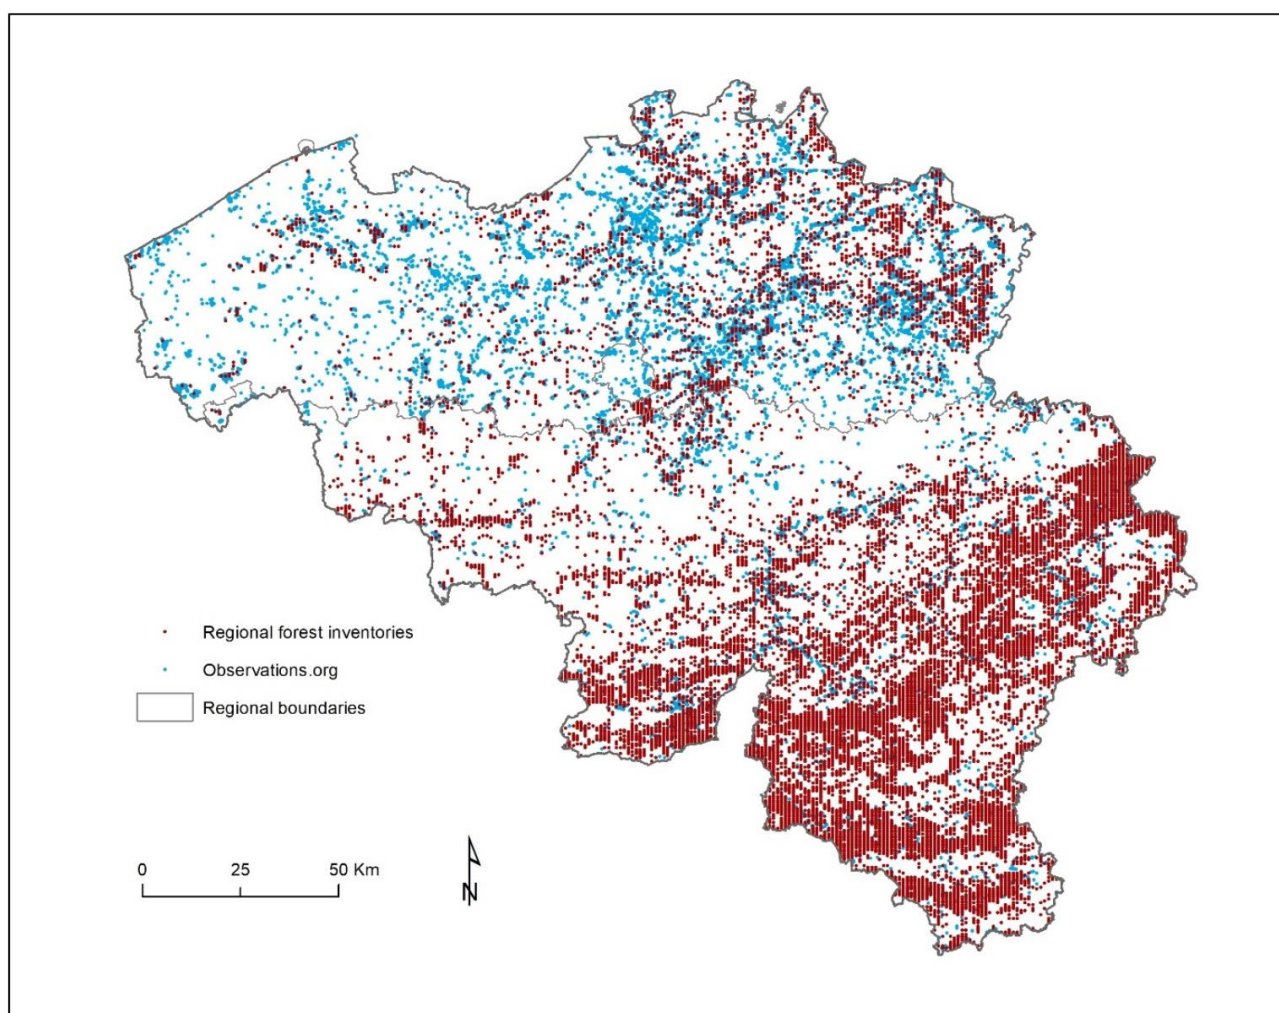 Regional forest inventories
Observations.org
Regional boundaries
0 25 50 Km
N